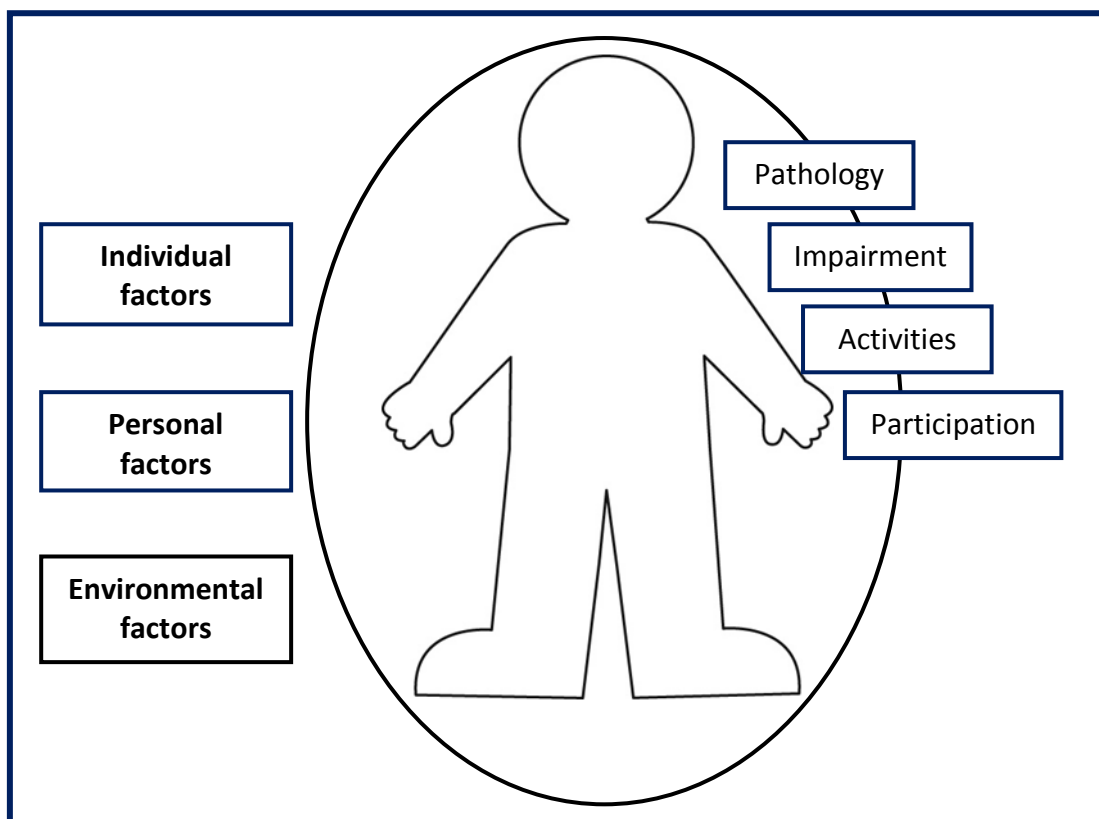 Pathology
Impairment
Activities
Participation
Individual
factors
Personal
factors
Environmental
factors